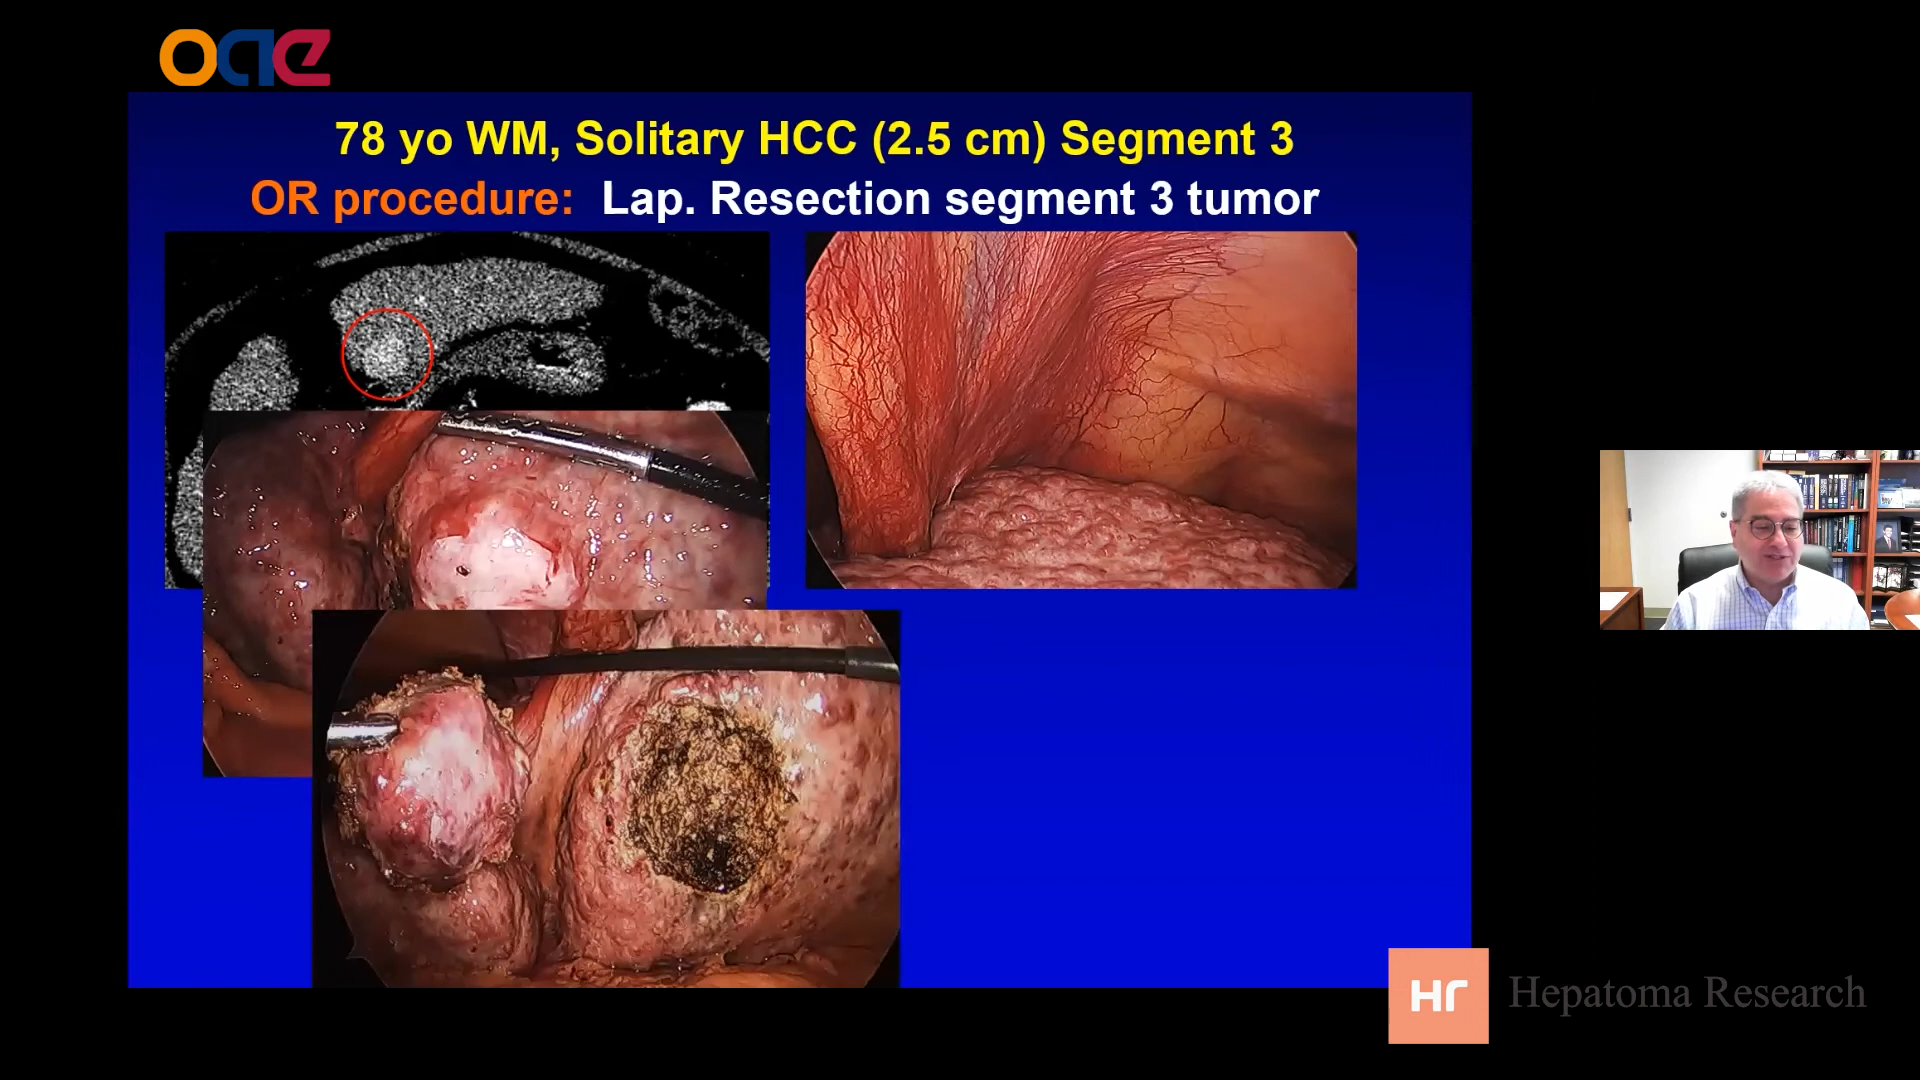 oae
78 yo WM, Solitary HCC (2.5 cm) Segment 3
OR procedure: Lap. Resection segment 3 tumor
Hr Hepatoma Research